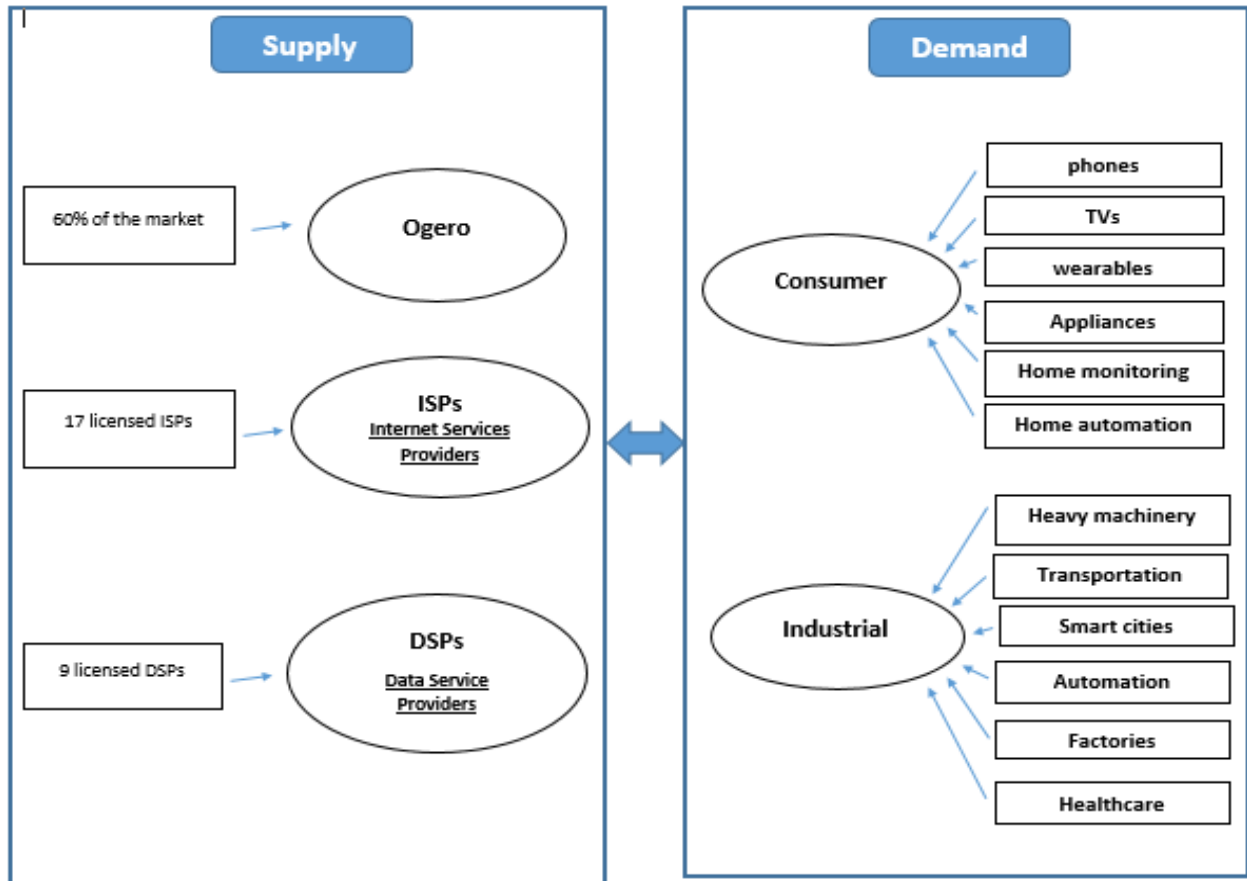 Supply
60% of the market
Ogero
17 licensed ISPs
ISPs
Internet Services
Providers
9 licensed DSPs
DSPs
Data Service
Providers
Demand
Consumer
phones
TVs
wearables
Appliances
Home monitoring
Home automation
Industrial
Heavy machinery
Transportation
Smart cities
Automation
Factories
Healthcare